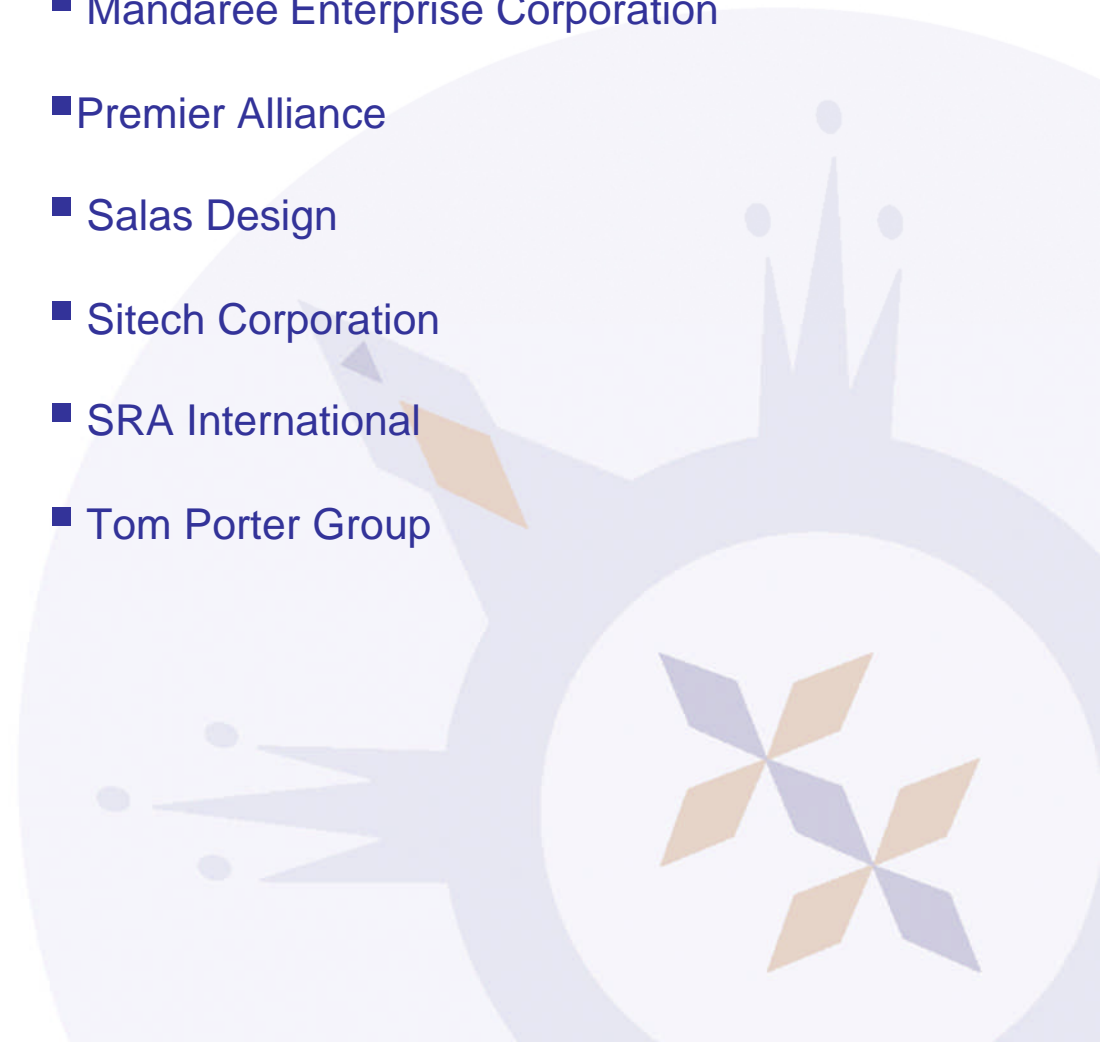 ▪ Mandaree Enterprise Corporation
▪Premier Alliance
▪ Salas Design
▪ Sitech Corporation
▪ SRA International
▪ Tom Porter Group